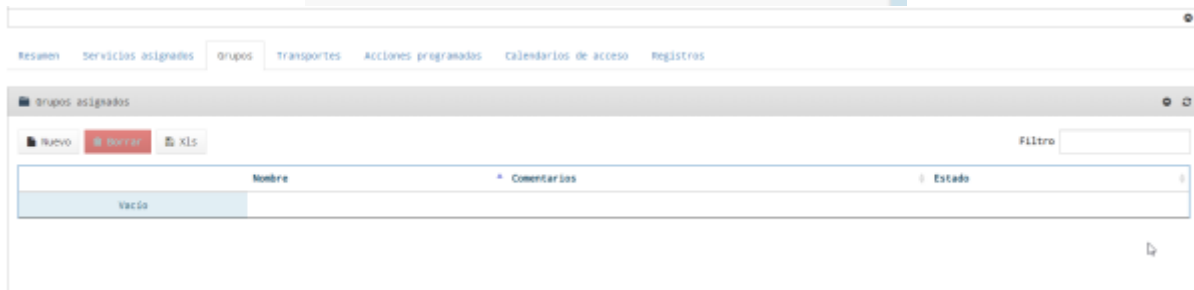 Resumen Servicios asignados Grupos Transportes Acciones programadas Calendarios de acceso Registros
Grupos asignados
Nuevo Borrar Xls Filtro
Nombre Comentarios Estado
Vacío